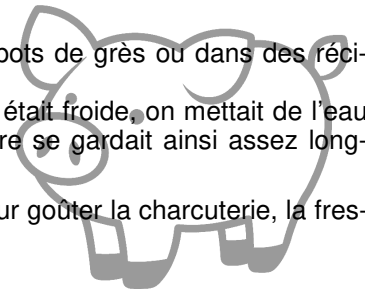 pots de grès ou dans des réci-
était froide, on mettait de l'eau
re se gardait ainsi assez long-
ur goûter la charcuterie, la fres-